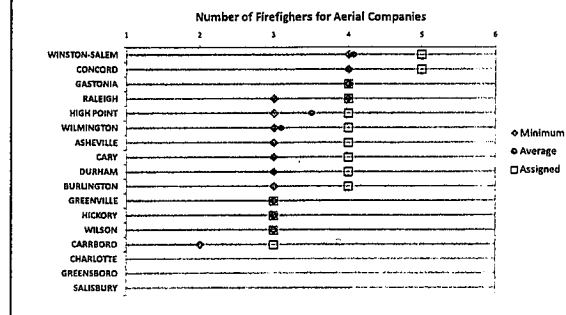 Number of Firefighers for Aerial Companies
1 2 3 4 5 6
WINSTON-SALEM
CONCORD
GASTONIA
RALEIGH
HIGH POINT
WILMINGTON
ASHEVILLE
CARY
DURHAM
BURLINGTON
GREENVILLE
HICKORY
WILSON
CARRBORO
CHARLOTTE
GREENSBORO
SALISBURY
Minimum
Average
Assigned